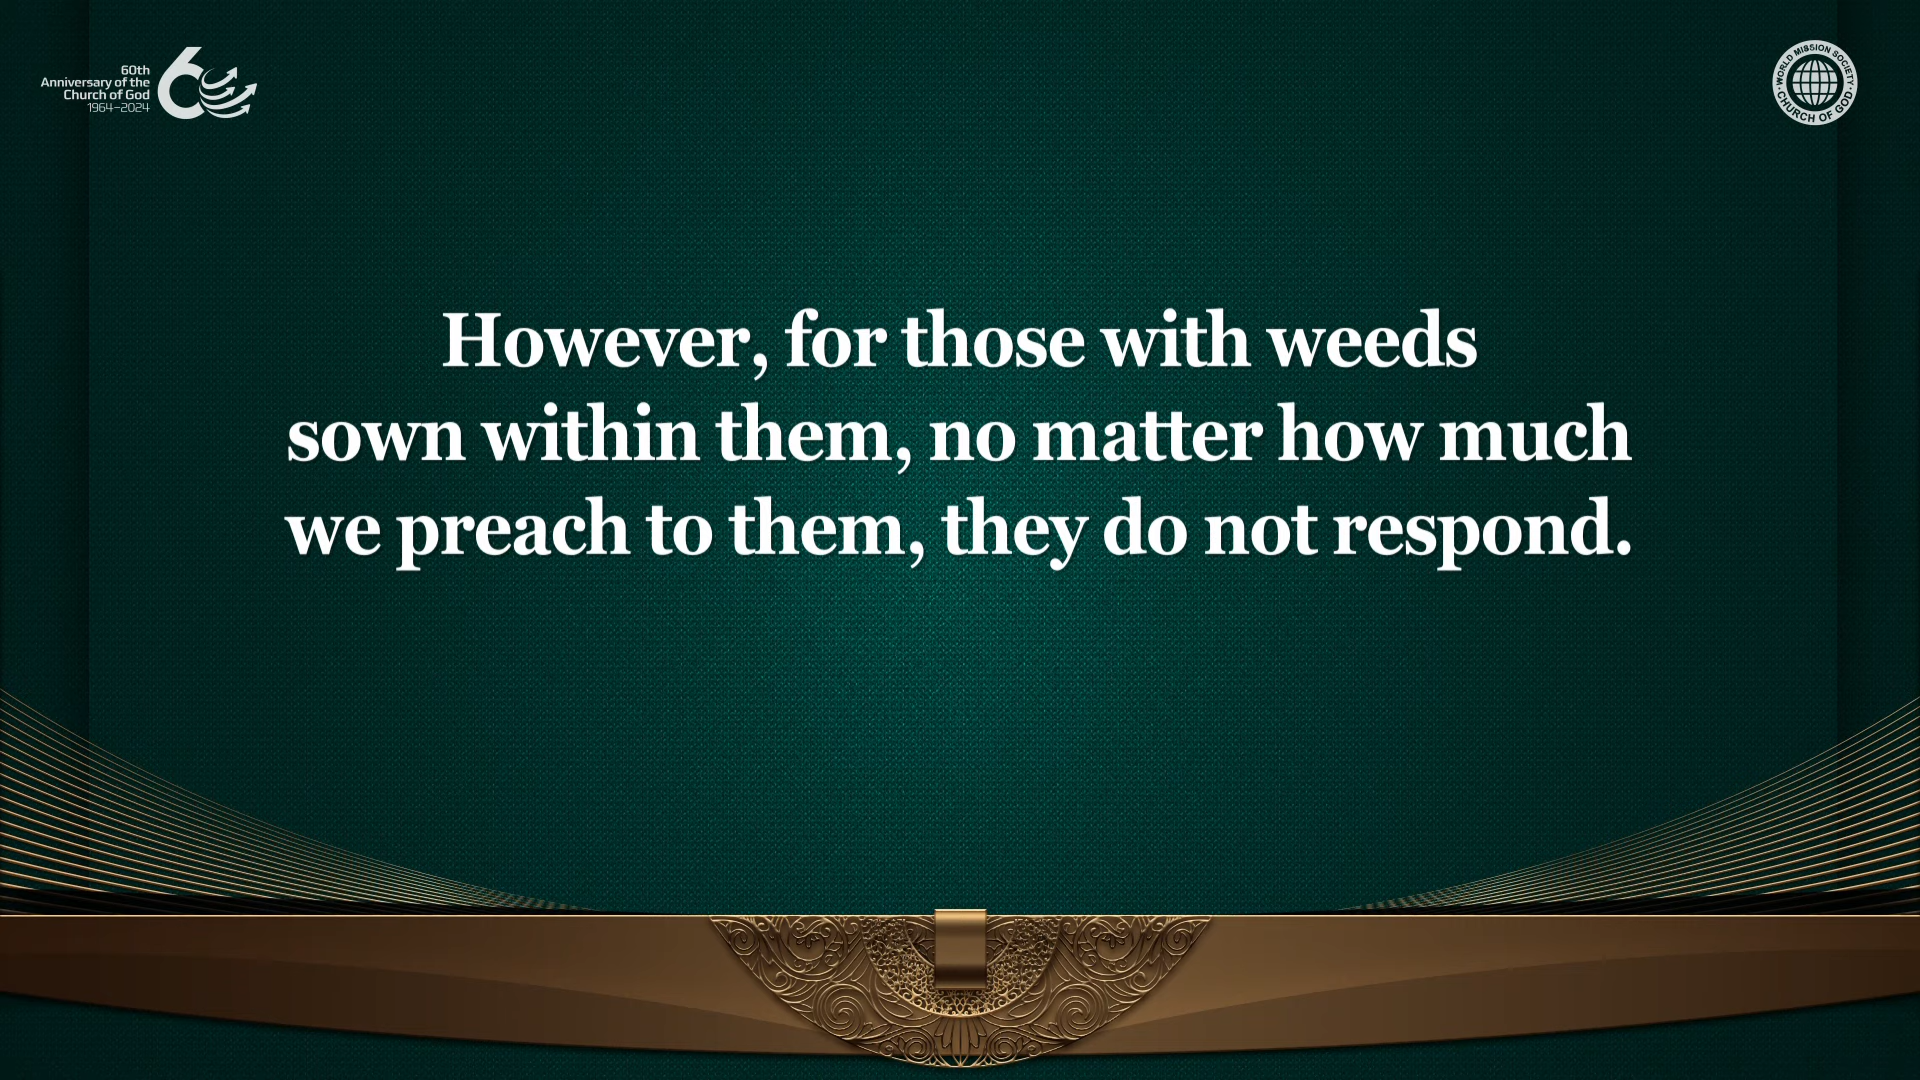 60th
Anniversary of the
Church of God
1964–2024
60
WORLD MISSION SOCIETY
CHURCH OF GOD
However, for those with weeds
sown within them, no matter how much
we preach to them, they do not respond.